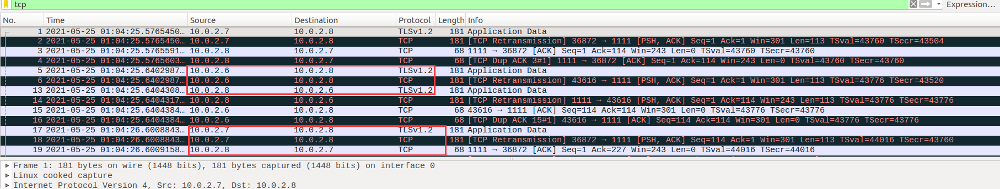 tcp Expression…
No. Time Source Destination Protocol Length Info
1 2021-05-25 01:04:25.5765450… 10.0.2.7 10.0.2.8 TLSv1.2 181 Application Data
2 2021-05-25 01:04:25.5765450… 10.0.2.7 10.0.2.8 TCP 181 [TCP Retransmission] 36872 → 1111 [PSH, ACK] Seq=1 Ack=1 Win=301 Len=113 TSval=43760 TSecr=43504
3 2021-05-25 01:04:25.5765591… 10.0.2.8 10.0.2.7 TCP 68 1111 → 36872 [ACK] Seq=1 Ack=114 Win=243 Len=0 TSval=43760 TSecr=43760
4 2021-05-25 01:04:25.5765603… 10.0.2.8 10.0.2.7 TCP 68 [TCP Dup ACK 3#1] 1111 → 36872 [ACK] Seq=1 Ack=114 Win=243 Len=0 TSval=43760 TSecr=43760
5 2021-05-25 01:04:25.6402987… 10.0.2.6 10.0.2.8 TLSv1.2 181 Application Data
6 2021-05-25 01:04:25.6402987… 10.0.2.6 10.0.2.8 TCP 181 [TCP Retransmission] 43616 → 1111 [PSH, ACK] Seq=1 Ack=1 Win=301 Len=113 TSval=43776 TSecr=43520
13 2021-05-25 01:04:25.6404308… 10.0.2.8 10.0.2.6 TLSv1.2 181 Application Data
14 2021-05-25 01:04:25.6404317… 10.0.2.8 10.0.2.6 TCP 181 [TCP Retransmission] 1111 → 43616 [PSH, ACK] Seq=1 Ack=114 Win=243 Len=113 TSval=43776 TSecr=43776
15 2021-05-25 01:04:25.6404384… 10.0.2.6 10.0.2.8 TCP 68 43616 → 1111 [ACK] Seq=114 Ack=114 Win=301 Len=0 TSval=43776 TSecr=43776
16 2021-05-25 01:04:25.6404384… 10.0.2.6 10.0.2.8 TCP 68 [TCP Dup ACK 15#1] 43616 → 1111 [ACK] Seq=114 Ack=114 Win=301 Len=0 TSval=43776 TSecr=43776
17 2021-05-25 01:04:26.6008843… 10.0.2.7 10.0.2.8 TLSv1.2 181 Application Data
18 2021-05-25 01:04:26.6008843… 10.0.2.7 10.0.2.8 TCP 181 [TCP Retransmission] 36872 → 1111 [PSH, ACK] Seq=114 Ack=1 Win=301 Len=113 TSval=44016 TSecr=43760
19 2021-05-25 01:04:26.6009158… 10.0.2.8 10.0.2.7 TCP 68 1111 → 36872 [ACK] Seq=1 Ack=227 Win=243 Len=0 TSval=44016 TSecr=44016
Frame 1: 181 bytes on wire (1448 bits), 181 bytes captured (1448 bits) on interface 0
Linux cooked capture
Internet Protocol Version 4, Src: 10.0.2.7, Dst: 10.0.2.8